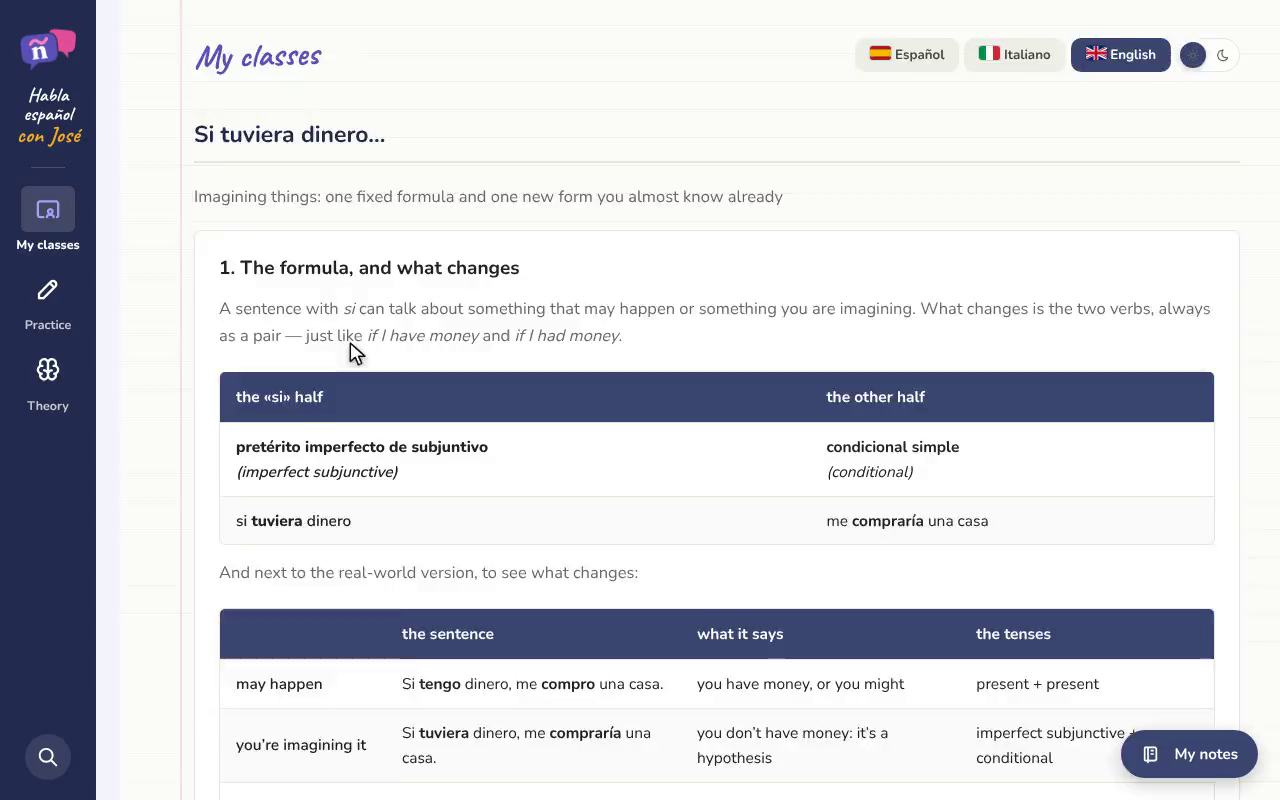 ñ
Habla
español
con José
My classes
Practice
Theory
My classes
Español
Italiano
English
Si tuviera dinero...
Imagining things: one fixed formula and one new form you almost know already
1. The formula, and what changes
A sentence with si can talk about something that may happen or something you are imagining. What changes is the two verbs, always
as a pair — just like if I have money and if I had money.
the «si» half the other half
pretérito imperfecto de subjuntivo condicional simple
(imperfect subjunctive) (conditional)
si tuviera dinero me compraría una casa
And next to the real-world version, to see what changes:
the sentence what it says the tenses
may happen Si tengo dinero, me compro una casa. you have money, or you might present + present
you're imagining it Si tuviera dinero, me compraría una casa. you don't have money: it's a hypothesis imperfect subjunctive + conditional
My notes